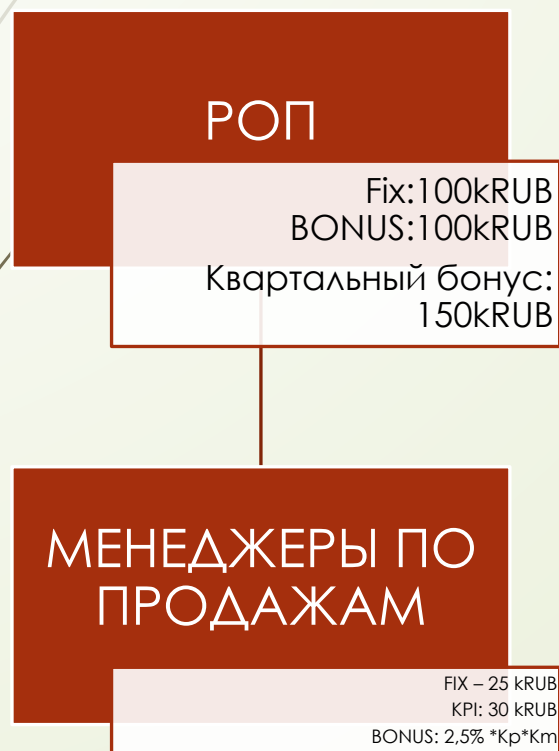 РОП
Fix:100kRUB
BONUS:100kRUB
Квартальный бонус:
150kRUB
МЕНЕДЖЕРЫ ПО
ПРОДАЖАМ
FIX – 25 kRUB
KPI: 30 kRUB
BONUS: 2,5% *Kp*Km